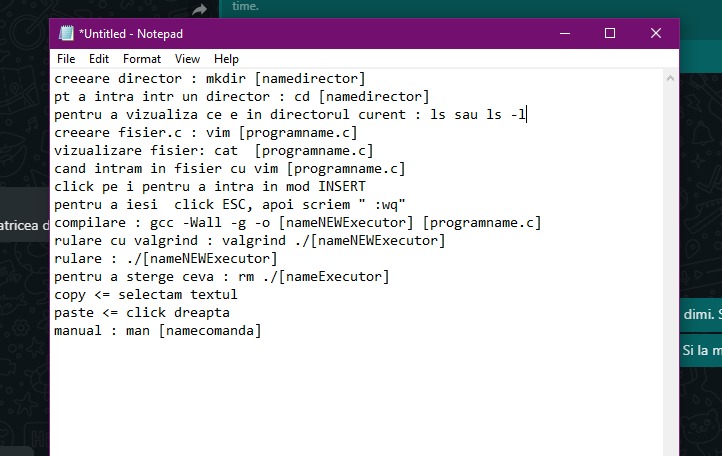 time.
*Untitled - Notepad
File Edit Format View Help
creeare director : mkdir [namedirector]
pt a intra intr un director : cd [namedirector]
pentru a vizualiza ce e in directorul curent : ls sau ls -l
creeare fisier.c : vim [programname.c]
vizualizare fisier: cat  [programname.c]
cand intram in fisier cu vim [programname.c]
click pe i pentru a intra in mod INSERT
pentru a iesi  click ESC, apoi scriem " :wq"
compilare : gcc -Wall -g -o [nameNEWExecutor] [programname.c]
rulare cu valgrind : valgrind ./[nameNEWExecutor]
rulare : ./[nameNEWExecutor]
pentru a sterge ceva : rm ./[nameExecutor]
copy <= selectam textul
paste <= click dreapta
manual : man [namecomanda]
atricea d
dimi. S
Si la m